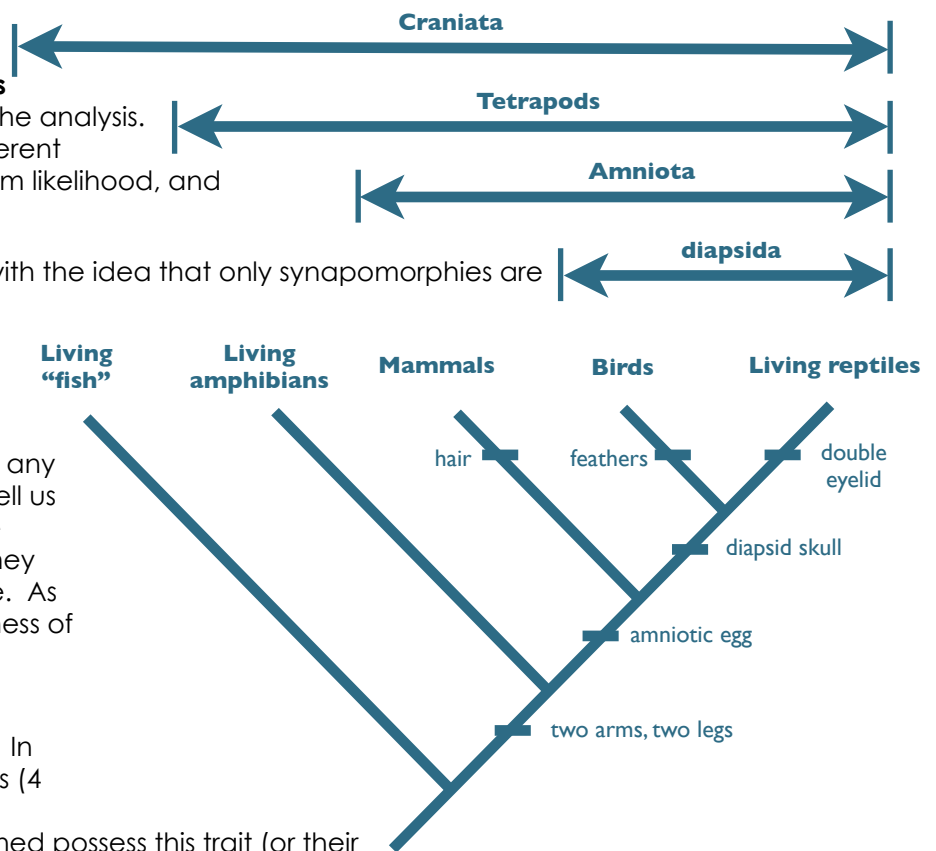 Craniata
s
he analysis.
Tetrapods
erent
m likelihood, and
Amniota
vith the idea that only synapomorphies are
diapsida
Living
“fish”
Living
amphibians
Mammals
Birds
Living reptiles
any
ell us
hair
feathers
double
eyelid
ney
e. As
ness of
diapsid skull
amniotic egg
two arms, two legs
In
s (4
ned possess this trait (or their